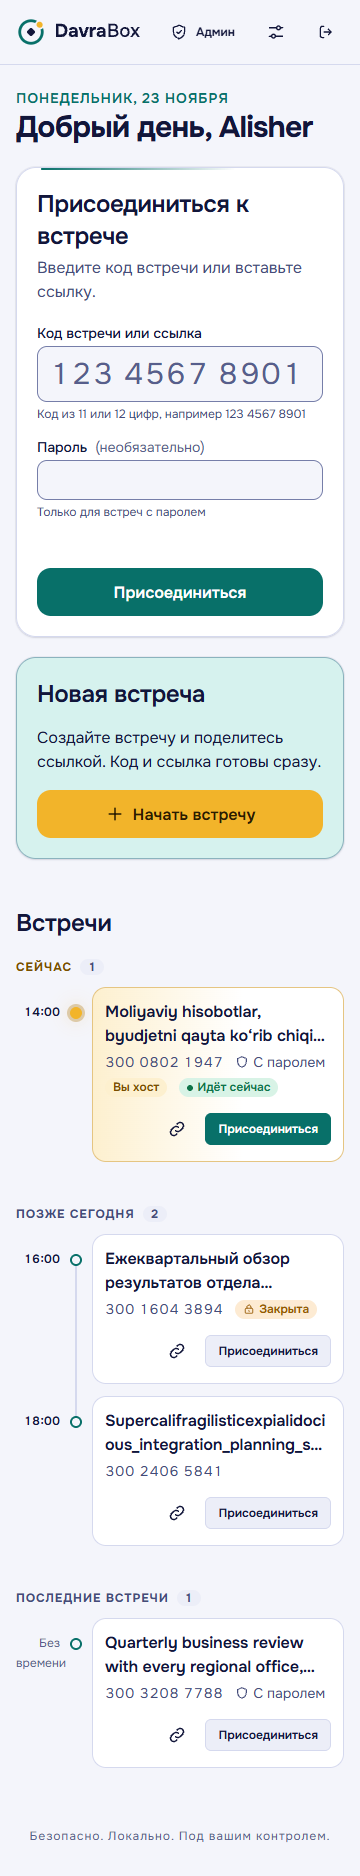 DavraBox Админ
ПОНЕДЕЛЬНИК, 23 НОЯБРЯ
Добрый день, Alisher
Присоединиться к
встрече
Введите код встречи или вставьте
ссылку.
Код встречи или ссылка
123 4567 8901
Код из 11 или 12 цифр, например 123 4567 8901
Пароль (необязательно)
Только для встреч с паролем
Присоединиться
Новая встреча
Создайте встречу и поделитесь
ссылкой. Код и ссылка готовы сразу.
Начать встречу
Встречи
СЕЙЧАС 1
14:00
Moliyaviy hisobotlar,
byudjetni qayta ko‘rib chiqi...
300 0802 1947 С паролем
Вы хост Идёт сейчас
Присоединиться
ПОЗЖЕ СЕГОДНЯ 2
16:00
Ежеквартальный обзор
результатов отдела...
300 1604 3894 Закрыта
Присоединиться
18:00
Supercalifragilisticexpialidoci
ous_integration_planning_s...
300 2406 5841
Присоединиться
ПОСЛЕДНИЕ ВСТРЕЧИ 1
Без
времени
Quarterly business review
with every regional office,...
300 3208 7788 С паролем
Присоединиться
Безопасно. Локально. Под вашим контролем.